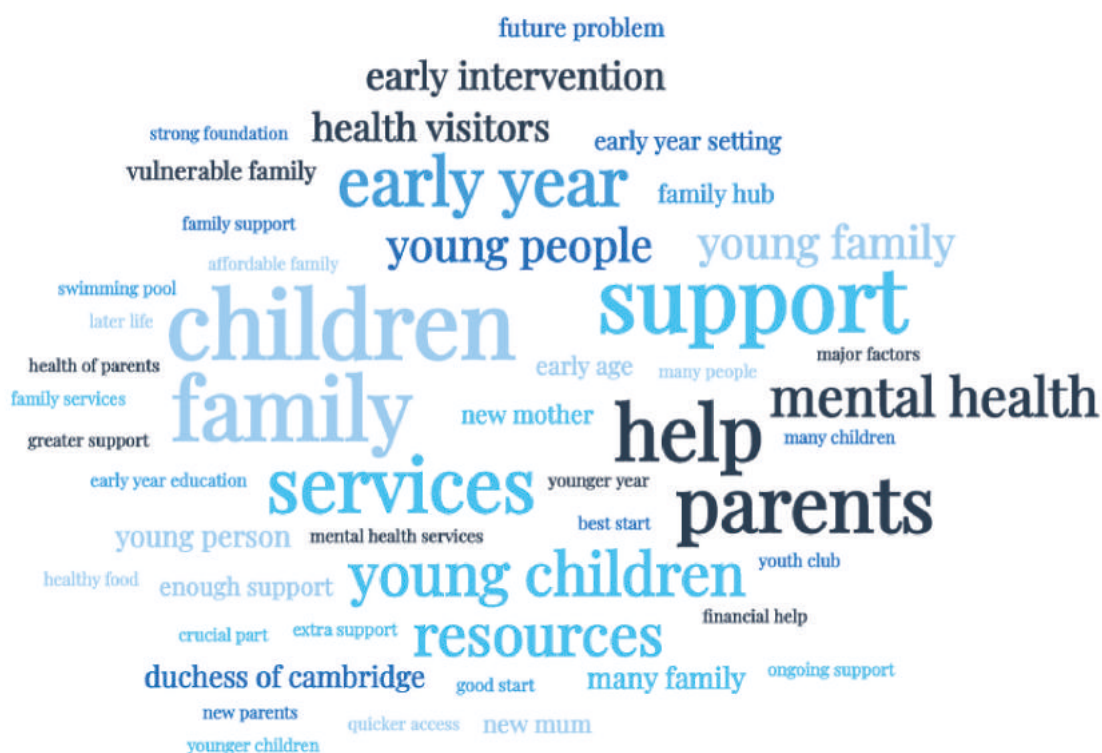 future problem
early intervention
health visitors
strong foundation
early year setting
vulnerable family
early year
family hub
family support
young people
young family
affordable family
swimming pool
children
support
later life
major factors
health of parents
early age
many people
family services
family
new mother
help
mental health
greater support
many children
early year education
services
younger year
parents
best start
young person
mental health services
youth club
healthy food
enough support
young children
financial help
crucial part
extra support
resources
duchess of cambridge
good start
many family
ongoing support
new parents
quicker access
new mum
younger children